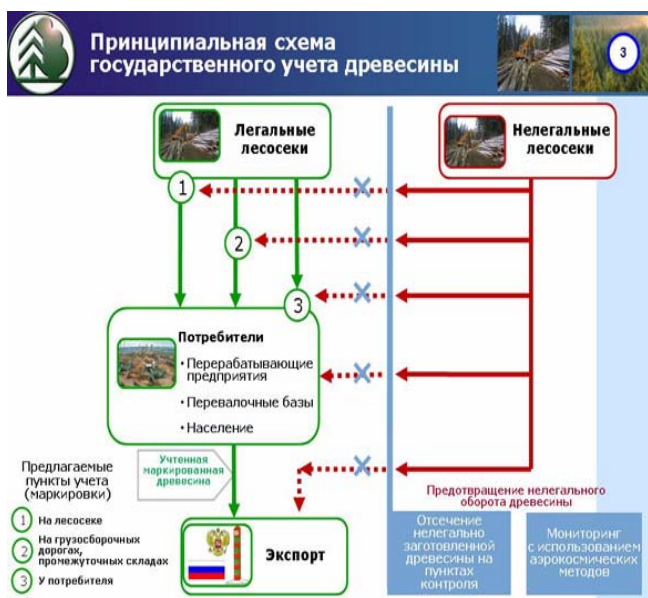 Принципиальная схема
государственного учета древесины
3
Легальные
лесосеки
Нелегальные
лесосеки
1
2
3
Потребители
·Перерабатывающие
предприятия
·Перевалочные базы
·Население
Учтенная
маркированная
древесина
Предлагаемые
пункты учета
(маркировки)
1 На лесосеке
2 На грузосборочных
дорогах,
промежуточных складах
3 У потребителя
Экспорт
Предотвращение нелегального
оборота древесины
Отсечение
нелегально
заготовленной
древесины на
пунктах
контроля
Мониторинг
с использованием
аэрокосмических
методов